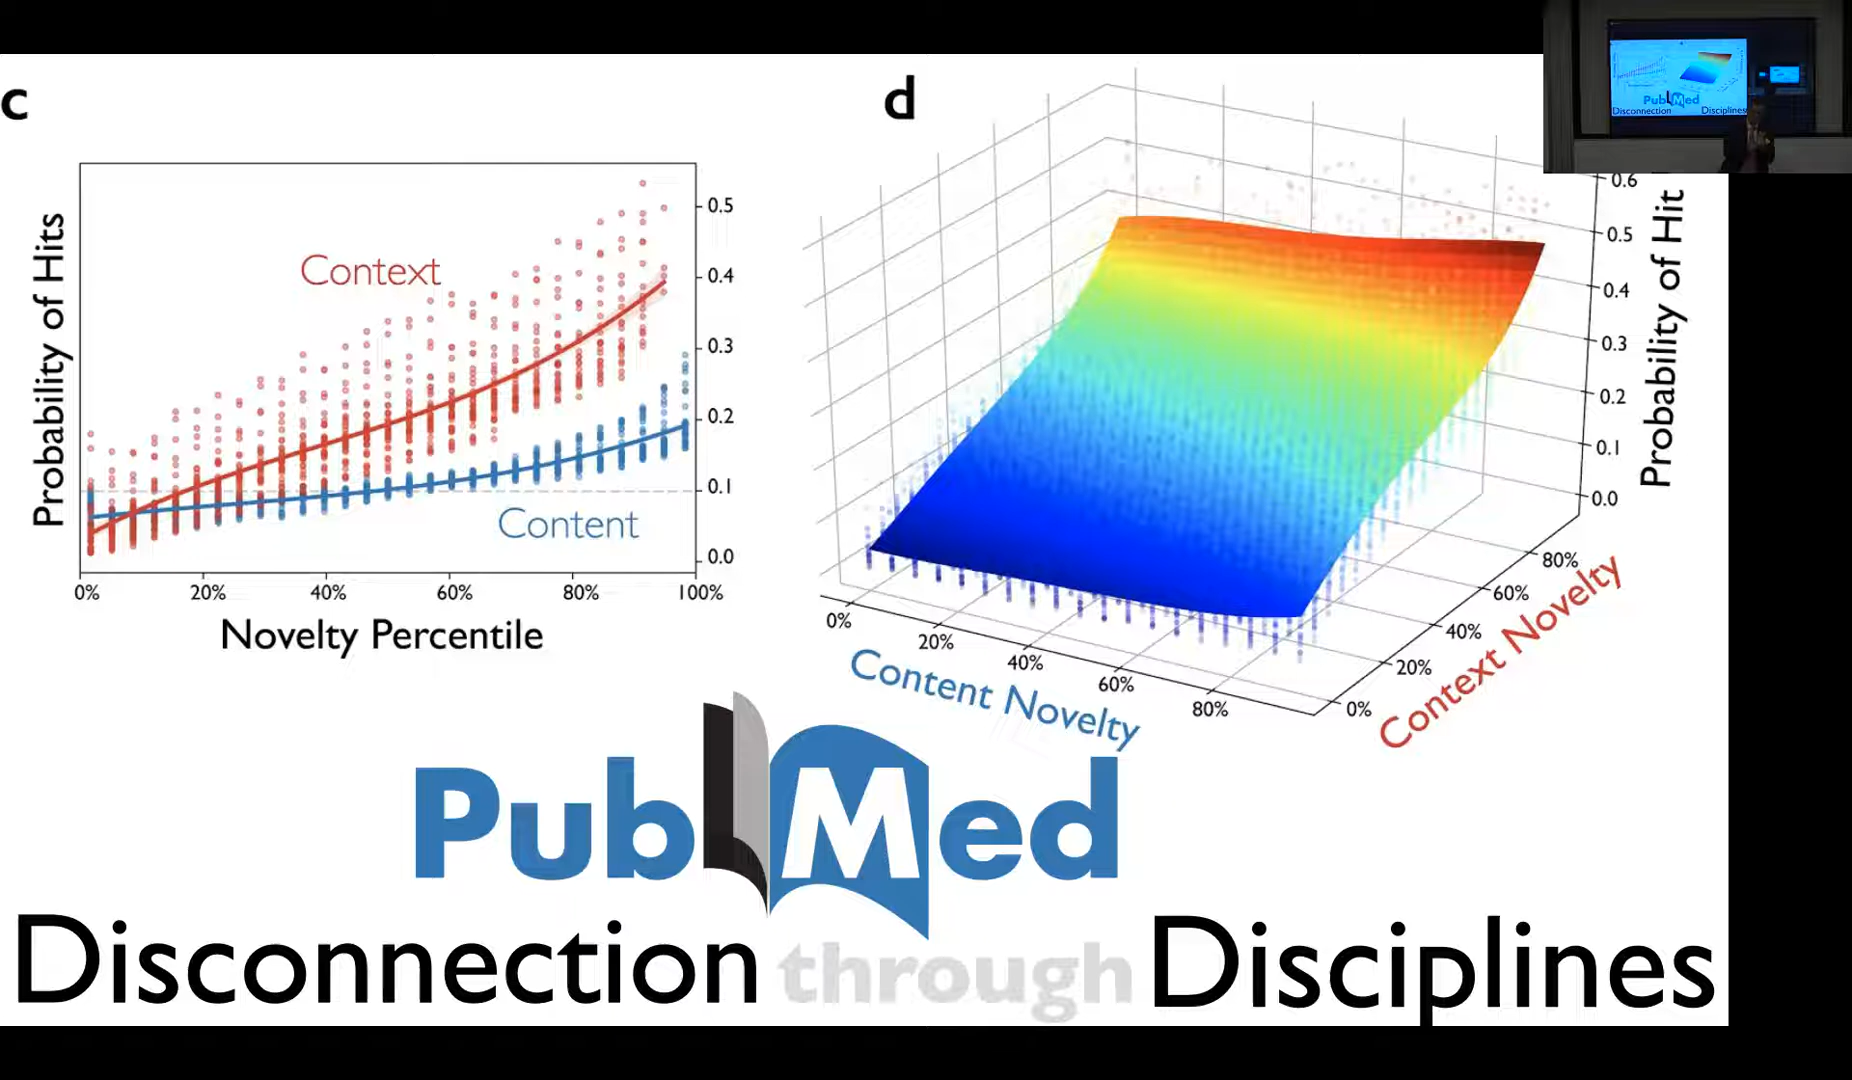 c
Probability of Hits
Context
Content
0.5
0.4
0.3
0.2
0.1
0.0
0%
20%
40%
60%
80%
100%
Novelty Percentile
d
0.6
0.5
0.4
0.3
0.2
0.1
0.0
Probability of Hit
0%
20%
40%
60%
80%
Content Novelty
0%
20%
40%
60%
80%
Context Novelty
PubMed
Disconnection through Disciplines
PubMed
Disconnection Disciplines